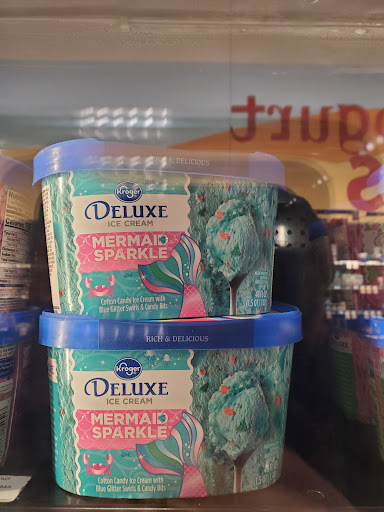 ogurt
s
& DELICIOUS
Kroger
DELUXE
ICE CREAM
MERMAID
SPARKLE
Cotton Candy Ice Cream with
Blue Glitter Swirls & Candy Bits
RICH & DELICIOUS
Kroger
DELUXE
ICE CREAM
MERMAID
SPARKLE
Cotton Candy Ice Cream with
Blue Glitter Swirls & Candy Bits